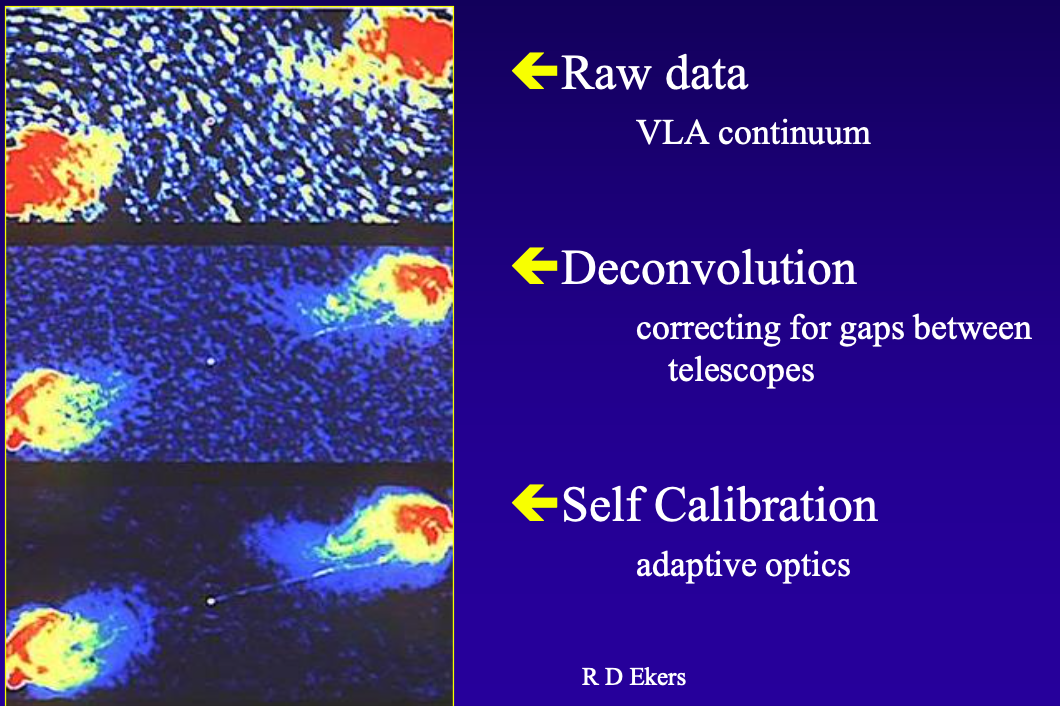 Raw data
VLA continuum
Deconvolution
correcting for gaps between
telescopes
Self Calibration
adaptive optics
R D Ekers